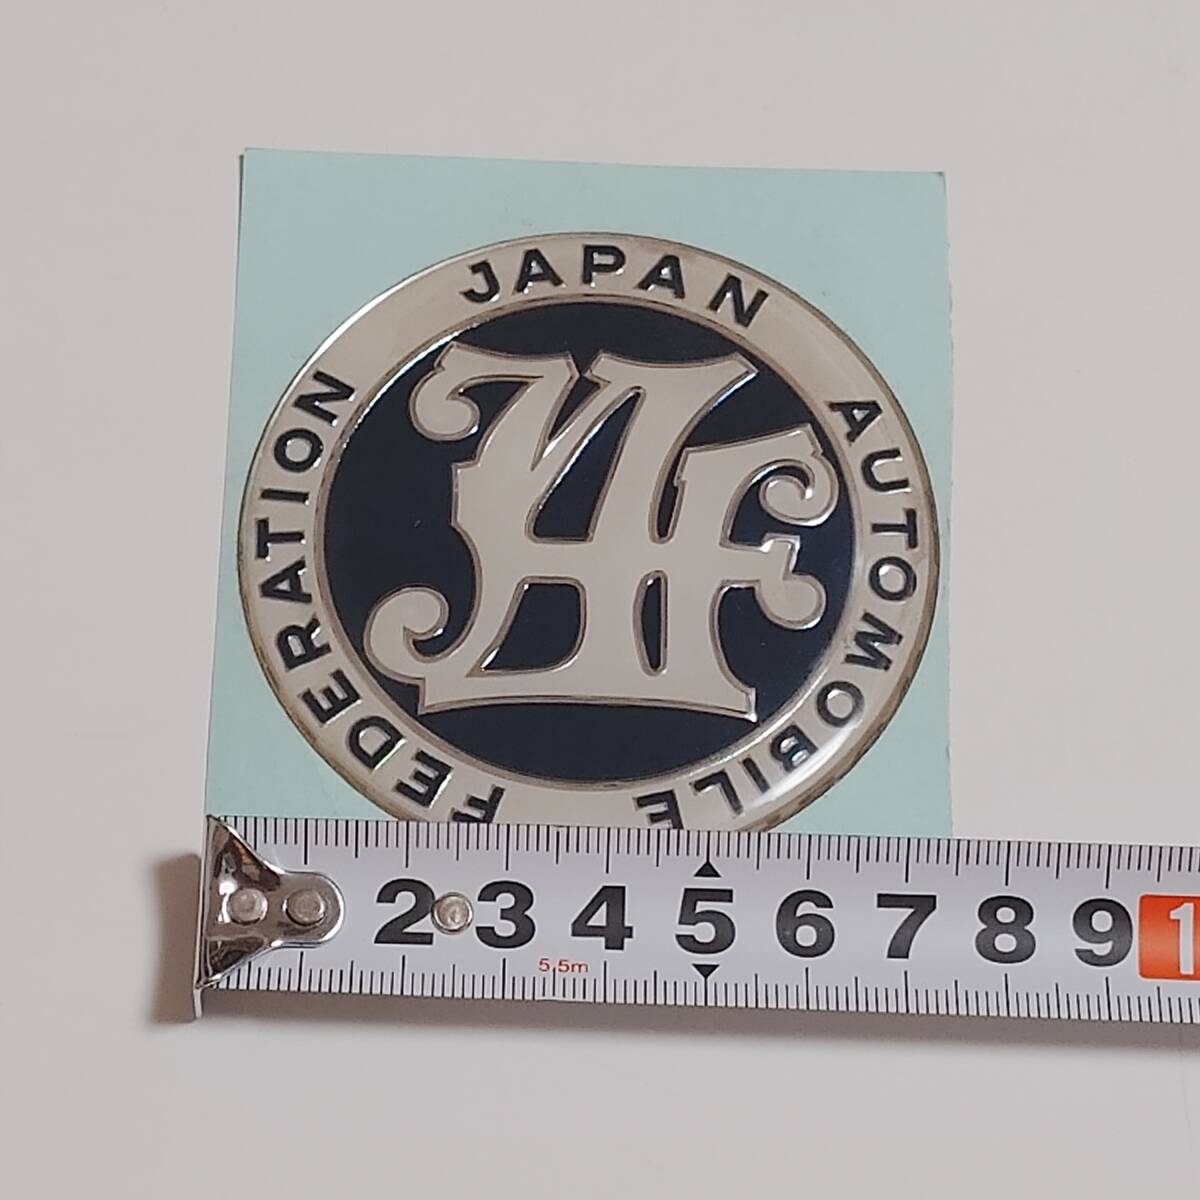 JAPAN AUTOMOBILE FEDERATION
JAF
2 3 4 5 6 7 8 9 1
5,5m